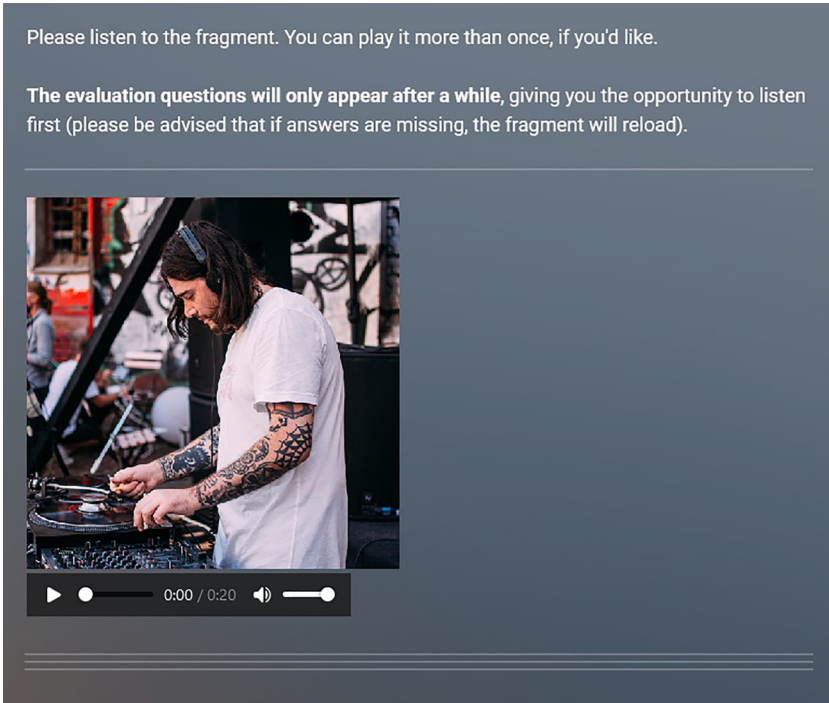 Please listen to the fragment. You can play it more than once, if you'd like.
The evaluation questions will only appear after a while, giving you the opportunity to listen
first (please be advised that if answers are missing, the fragment will reload).
0:00 / 0:20